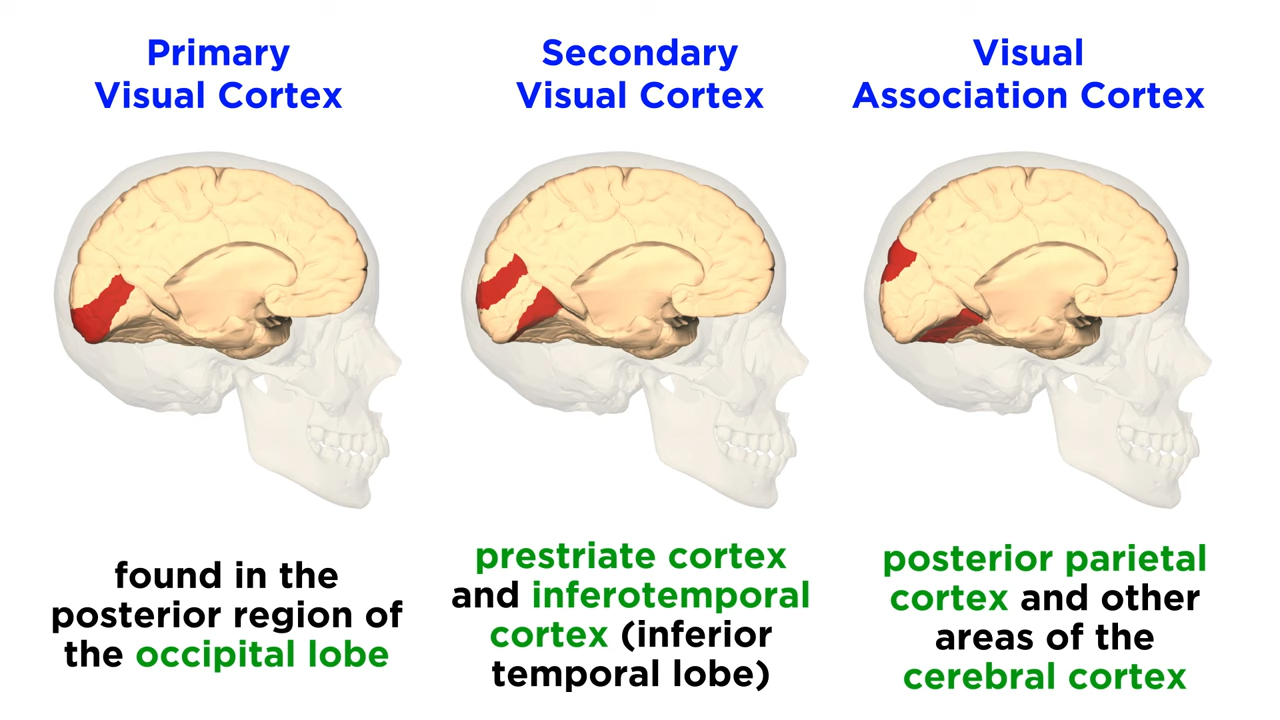 Primary
Visual Cortex
Secondary
Visual Cortex
Visual
Association Cortex
found in the
posterior region of
the occipital lobe
prestriate cortex
and inferotemporal
cortex (inferior
temporal lobe)
posterior parietal
cortex and other
areas of the
cerebral cortex